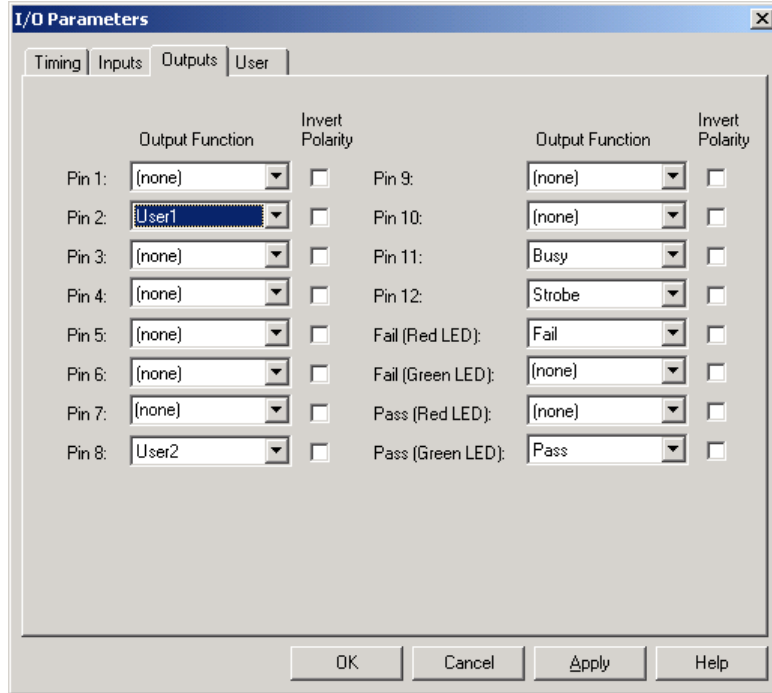 I/O Parameters
Timing Inputs Outputs User
Output Function Invert Polarity Output Function Invert Polarity
Pin 1: (none) Pin 9: (none)
Pin 2: User1 Pin 10: (none)
Pin 3: (none) Pin 11: Busy
Pin 4: (none) Pin 12: Strobe
Pin 5: (none) Fail (Red LED): Fail
Pin 6: (none) Fail (Green LED): (none)
Pin 7: (none) Pass (Red LED): (none)
Pin 8: User2 Pass (Green LED): Pass
OK Cancel Apply Help